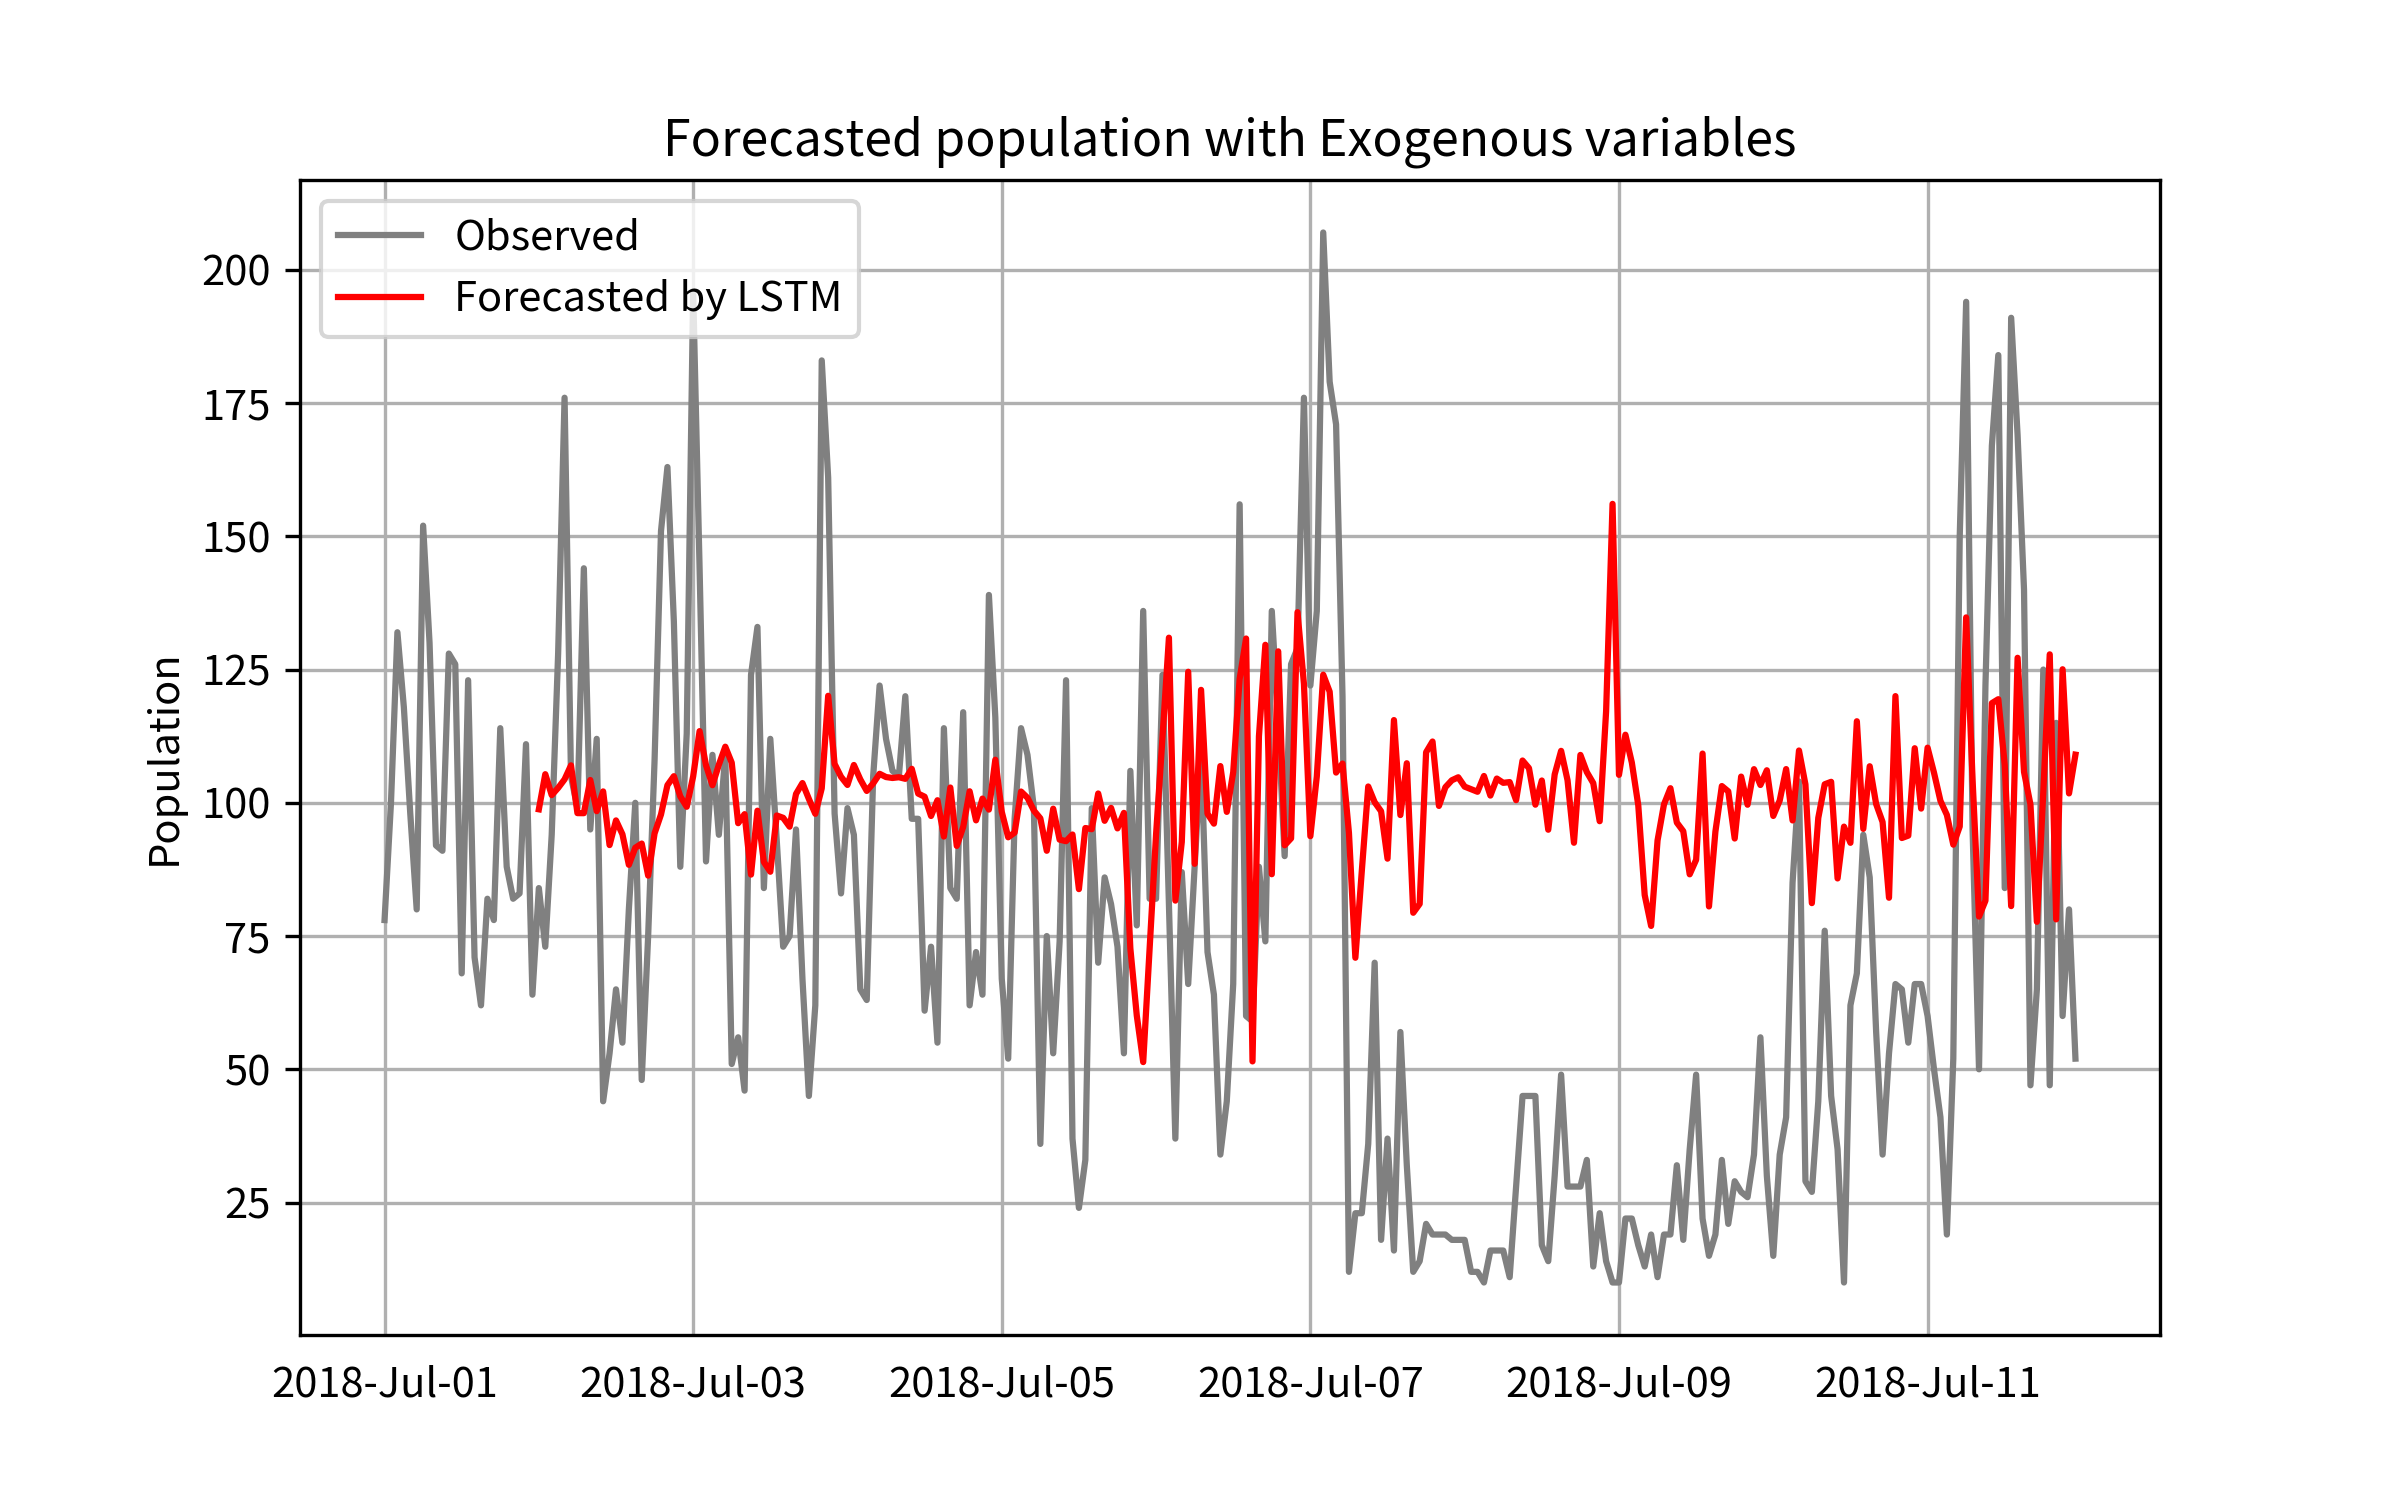 Forecasted population with Exogenous variables
Observed
Forecasted by LSTM
Population
200
175
150
125
100
75
50
25
2018-Jul-01
2018-Jul-03
2018-Jul-05
2018-Jul-07
2018-Jul-09
2018-Jul-11